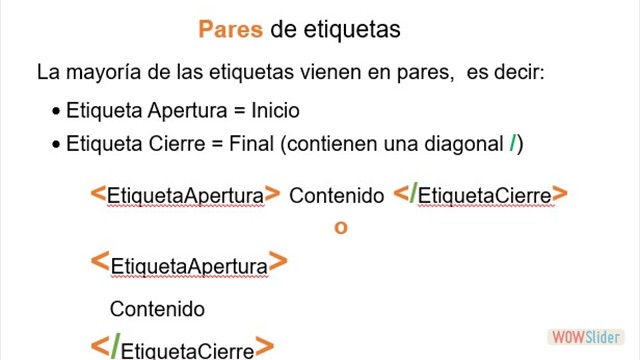 Pares de etiquetas
La mayoría de las etiquetas vienen en pares, es decir:
• Etiqueta Apertura = Inicio
• Etiqueta Cierre = Final (contienen una diagonal /)
<EtiquetaApertura> Contenido </EtiquetaCierre>
o
<EtiquetaApertura>
Contenido
</EtiquetaCierre>
WOWSlider